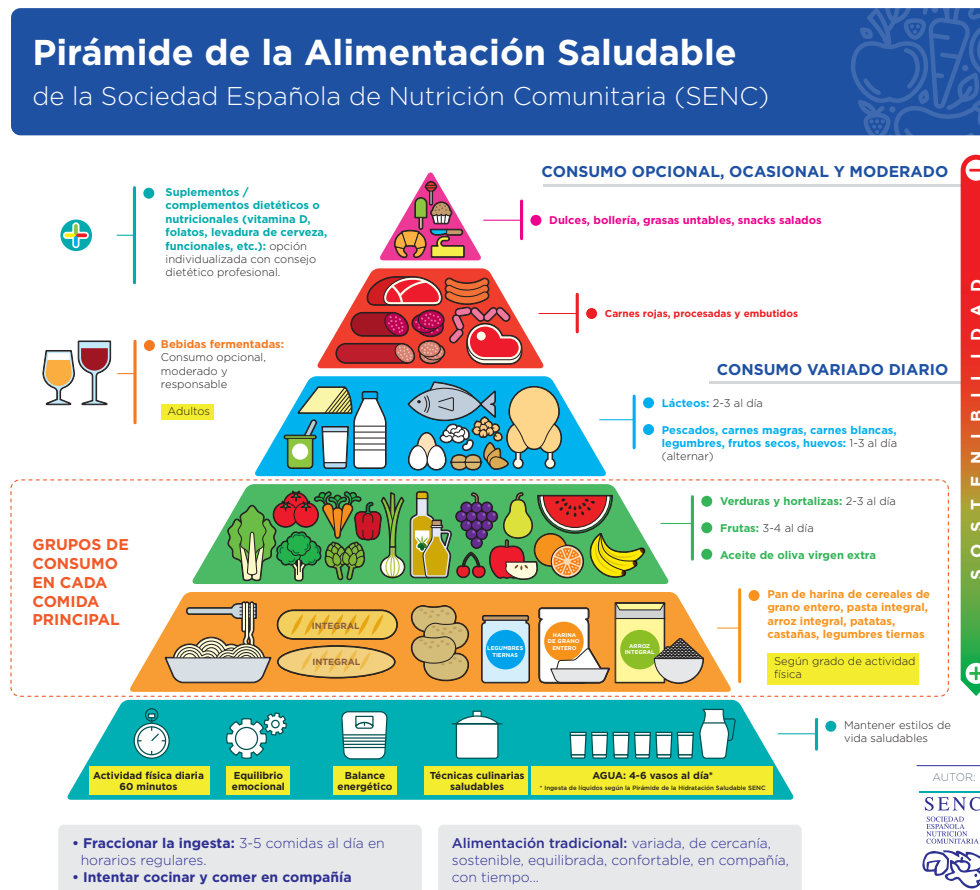 Pirámide de la Alimentación Saludable
de la Sociedad Española de Nutrición Comunitaria (SENC)
CONSUMO OPCIONAL, OCASIONAL Y MODERADO
Suplementos /
complementos dietéticos o
nutricionales (vitamina D,
folatos, levadura de cerveza,
funcionales, etc.): opción
individualizada con consejo
dietético profesional.
Dulces, bollería, grasas untables, snacks salados
Carnes rojas, procesadas y embutidos
Bebidas fermentadas:
Consumo opcional,
moderado y
responsable
Adultos
CONSUMO VARIADO DIARIO
Lácteos: 2-3 al día
Pescados, carnes magras, carnes blancas,
legumbres, frutos secos, huevos: 1-3 al día
(alternar)
SOSTENIBILIDAD
GRUPOS DE
CONSUMO
EN CADA
COMIDA
PRINCIPAL
Verduras y hortalizas: 2-3 al día
Frutas: 3-4 al día
Aceite de oliva virgen extra
Pan de harina de cereales de
grano entero, pasta integral,
arroz integral, patatas,
castañas, legumbres tiernas
Según grado de actividad
física
INTEGRAL
INTEGRAL
LEGUMBRES
TIERNAS
HARINA
DE GRANO
ENTERO
ARROZ
INTEGRAL
Mantener estilos de
vida saludables
Actividad física diaria
60 minutos
Equilibrio
emocional
Balance
energético
Técnicas culinarias
saludables
AGUA: 4-6 vasos al día*
* Ingesta de líquidos según la Pirámide de la Hidratación Saludable SENC
AUTOR:
SENC
SOCIEDAD
ESPAÑOLA
NUTRICION
COMUNITARIA
• Fraccionar la ingesta: 3-5 comidas al día en
horarios regulares.
• Intentar cocinar y comer en compañía
Alimentación tradicional: variada, de cercanía,
sostenible, equilibrada, confortable, en compañía,
con tiempo...